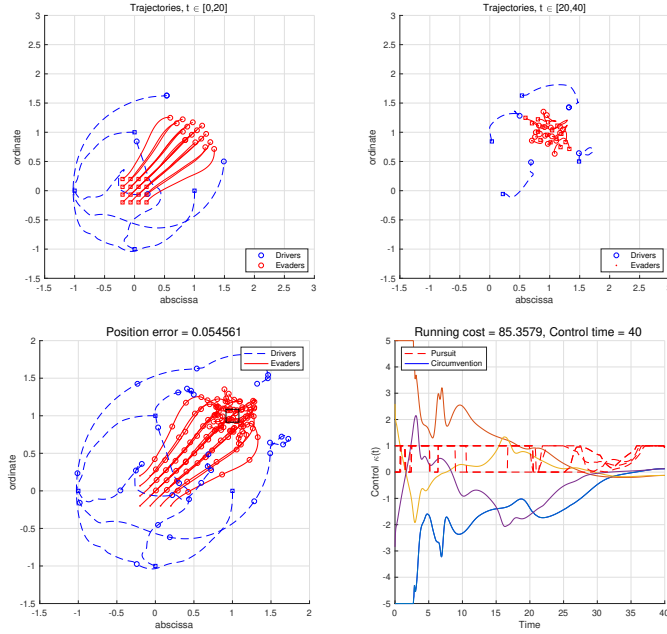 Trajectories, t ∈ [0,20]
3
2.5
2
1.5
1
0.5
0
-0.5
-1
-1.5
ordinate
-1.5 -1 -0.5 0 0.5 1 1.5 2 2.5 3
abscissa
Drivers
Evaders
Trajectories, t ∈ [20,40]
3
2.5
2
1.5
1
0.5
0
-0.5
-1
-1.5
ordinate
-1.5 -1 -0.5 0 0.5 1 1.5 2 2.5 3
abscissa
Drivers
Evaders
Position error = 0.054561
2
1.5
1
0.5
0
-0.5
-1
-1.5
ordinate
-1.5 -1 -0.5 0 0.5 1 1.5 2
abscissa
Drivers
Evaders
Running cost = 85.3579, Control time = 40
5
4
3
2
1
0
-1
-2
-3
-4
-5
Control κ(t)
0 5 10 15 20 25 30 35 40
Time
Pursuit
Circumvention